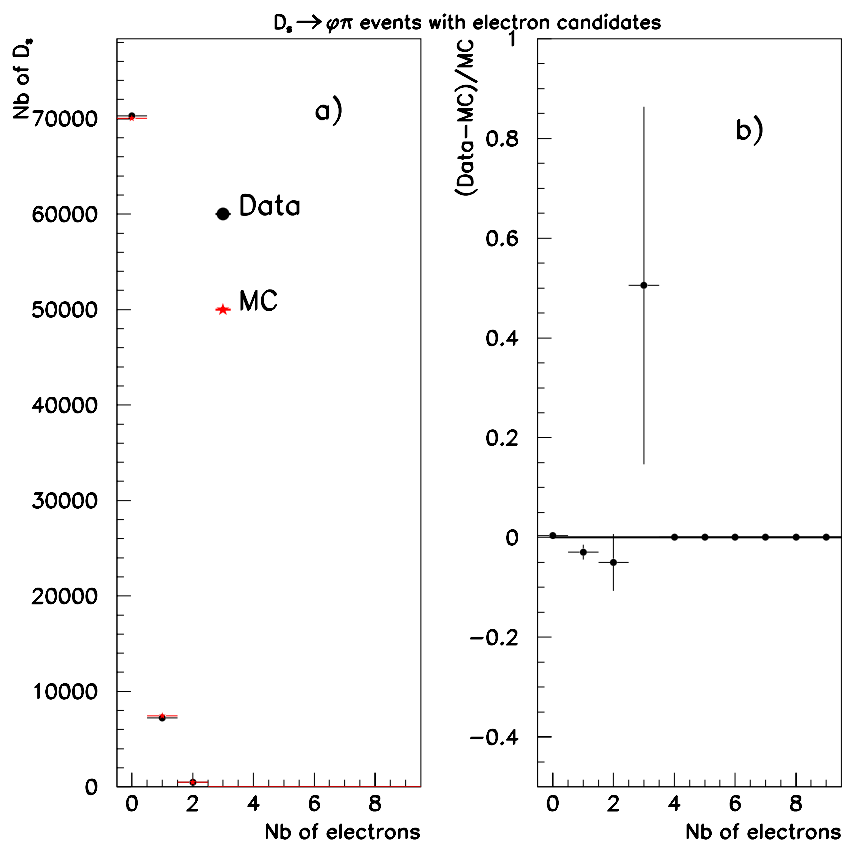 Dₛ→φπ events with electron candidates
Nb of Dₛ
a)
70000
60000
50000
40000
30000
20000
10000
0
Data
MC
0 2 4 6 8
Nb of electrons
(Data-MC)/MC
b)
1
0.8
0.6
0.4
0.2
0
-0.2
-0.4
0 2 4 6 8
Nb of electrons